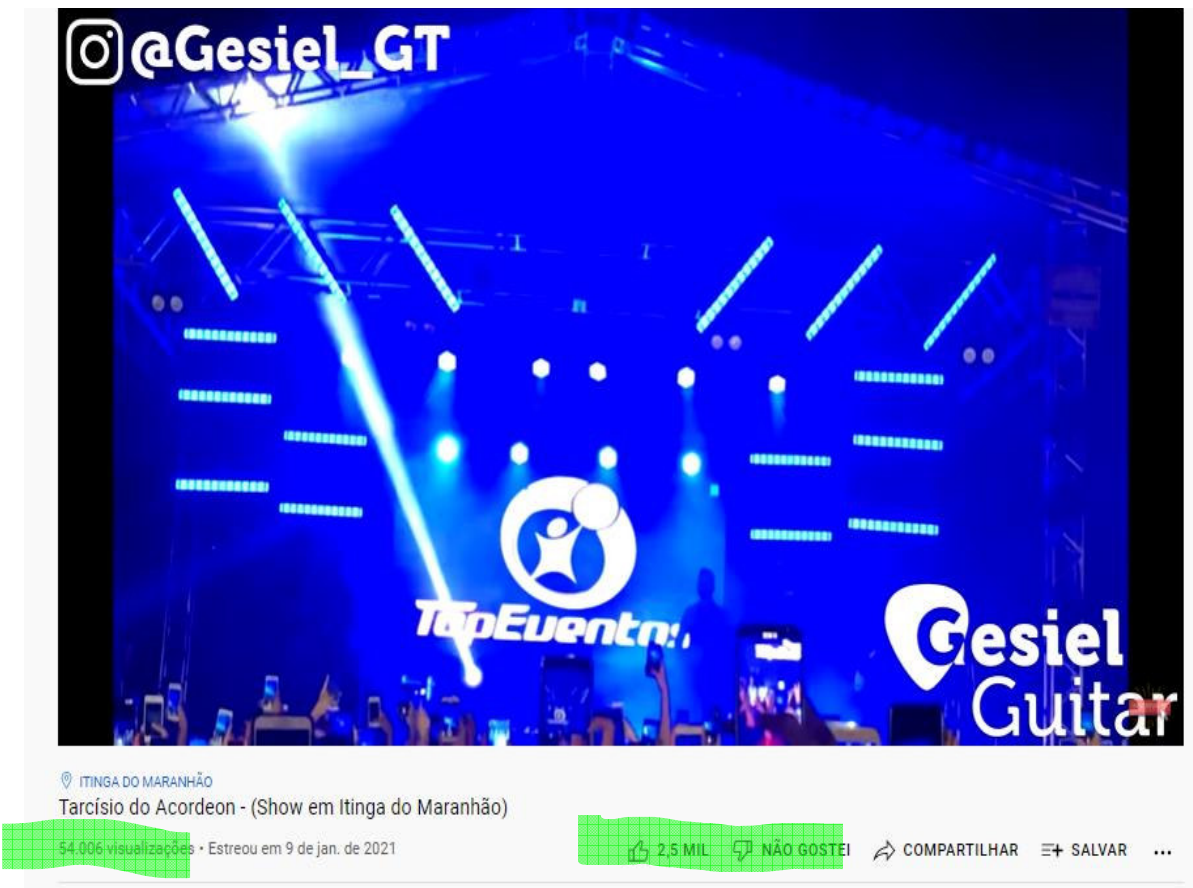 @Gesiel_GT
TopEventos
Gesiel
Guitar
ITINGA DO MARANHÃO
Tarcísio do Acordeon - (Show em Itinga do Maranhão)
54.006 visualizações • Estreou em 9 de jan. de 2021
2,5 MIL NÃO GOSTEI COMPARTILHAR SALVAR ...